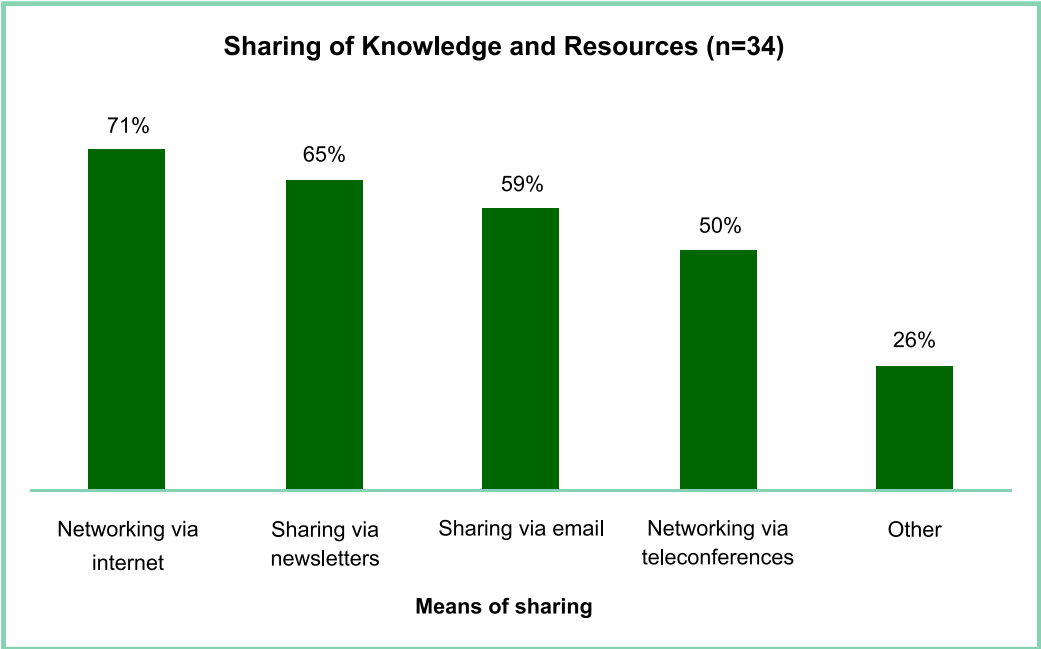 Sharing of Knowledge and Resources (n=34)
71%
65%
59%
50%
26%
Networking via
internet
Sharing via
newsletters
Sharing via email
Networking via
teleconferences
Other
Means of sharing